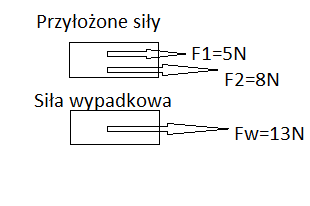 Przyłożone siły
F1=5N
F2=8N
Siła wypadkowa
Fw=13N